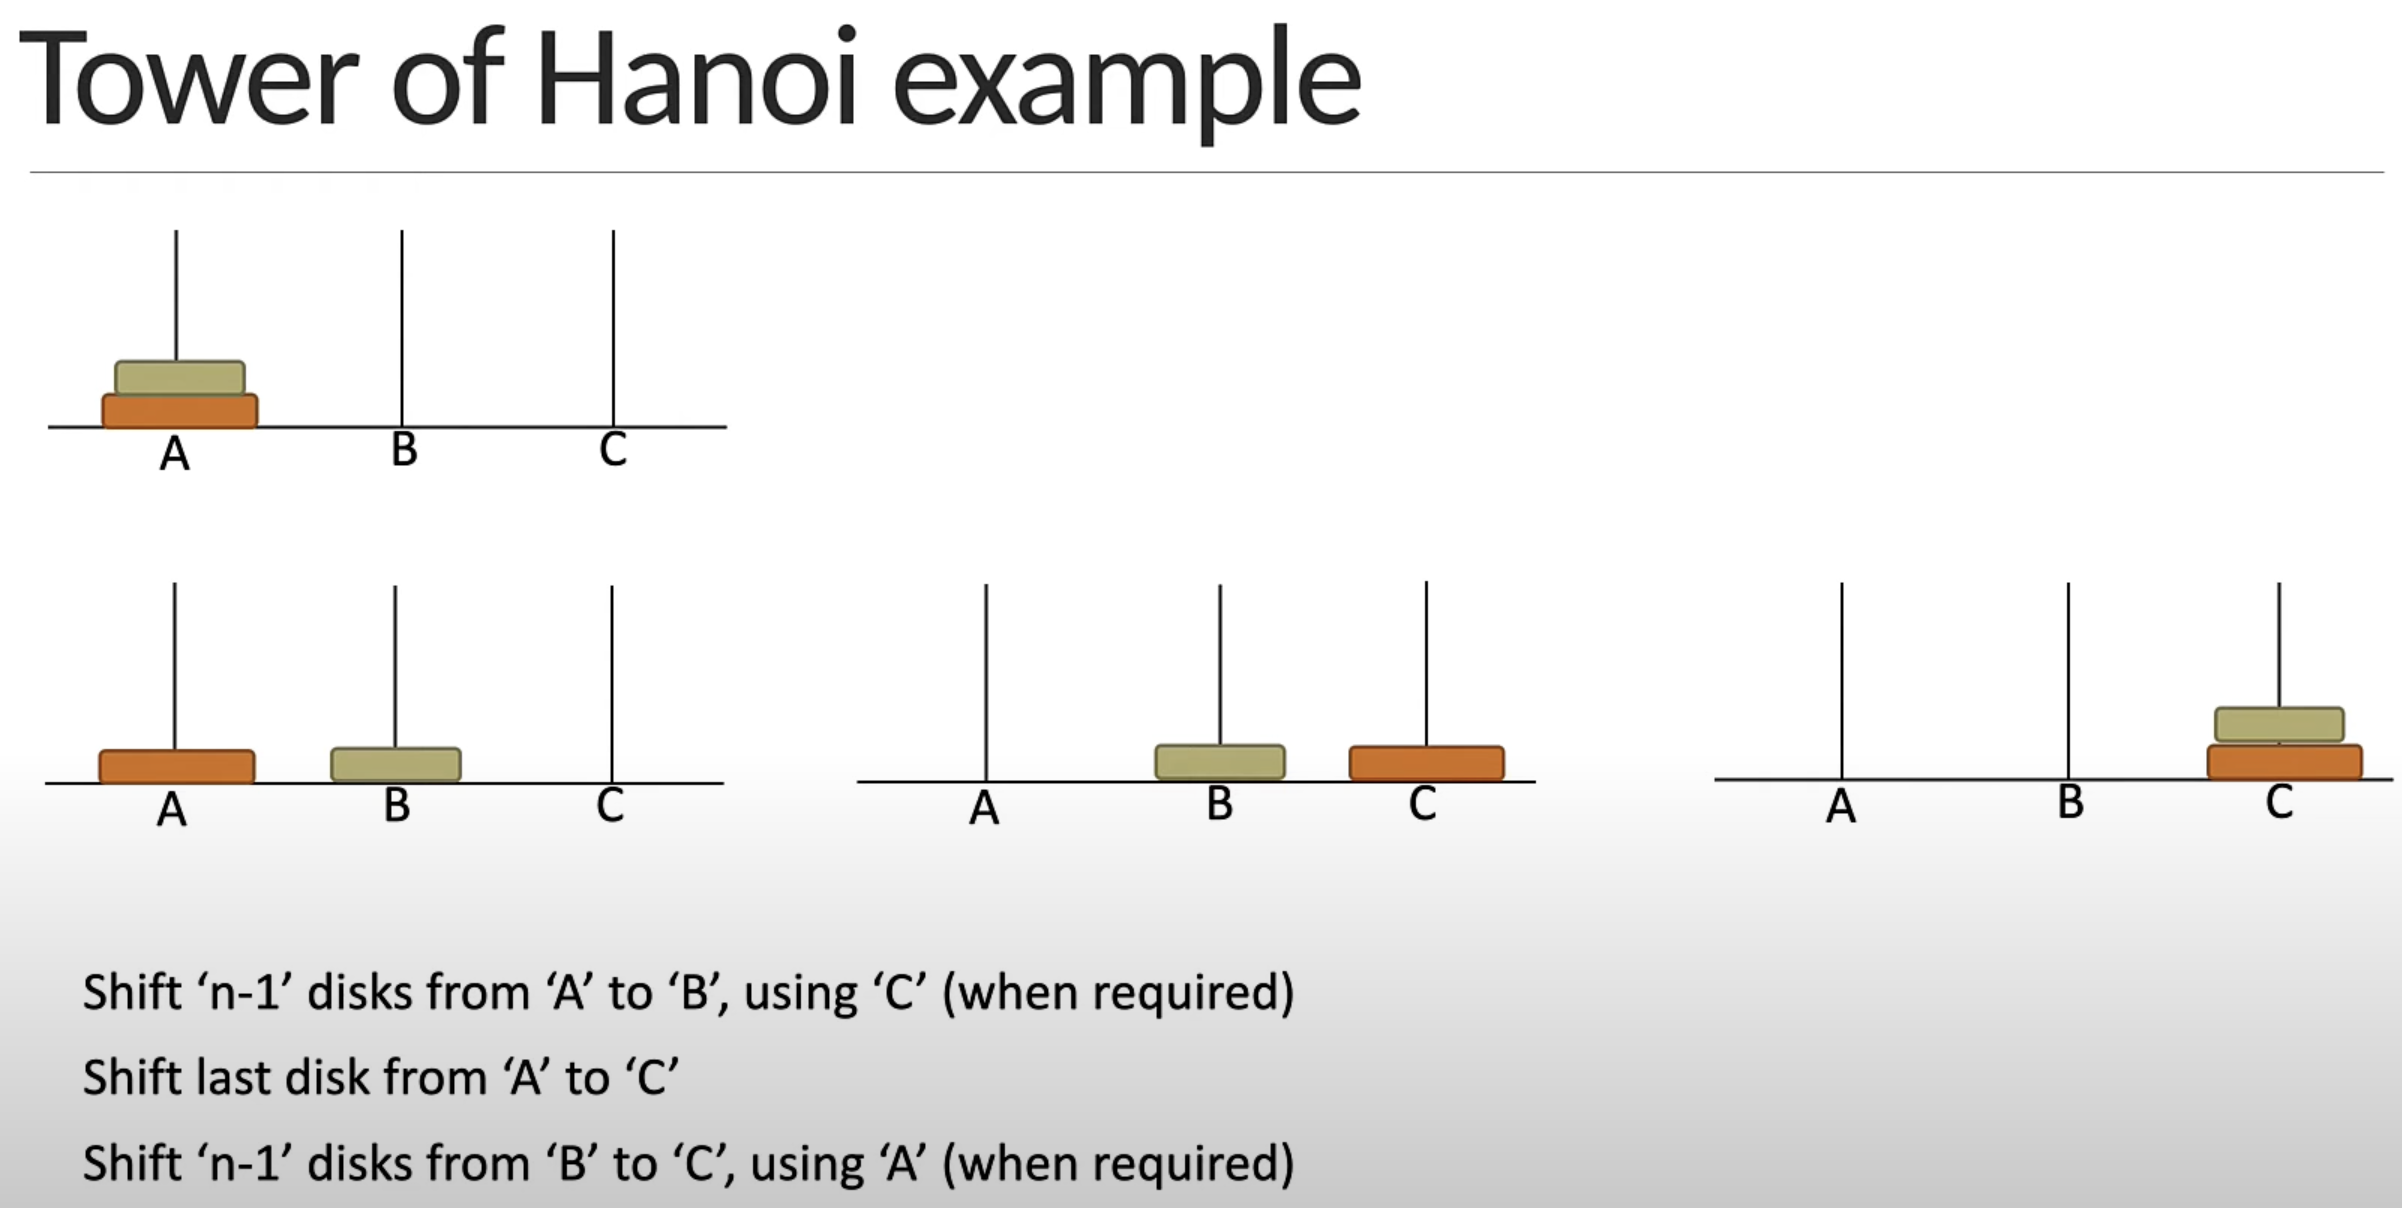 Tower of Hanoi example
A B C
A B C
A B C
A B C
Shift ‘n-1’ disks from ‘A’ to ‘B’, using ‘C’ (when required)
Shift last disk from ‘A’ to ‘C’
Shift ‘n-1’ disks from ‘B’ to ‘C’, using ‘A’ (when required)